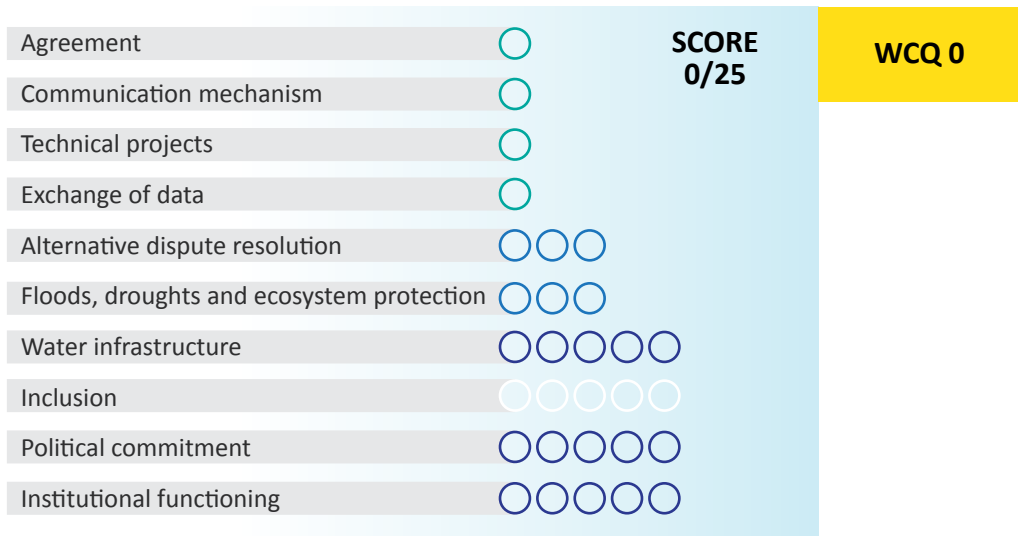 Agreement
Communication mechanism
Technical projects
Exchange of data
Alternative dispute resolution
Floods, droughts and ecosystem protection
Water infrastructure
Inclusion
Political commitment
Institutional functioning
SCORE
0/25
WCQ 0